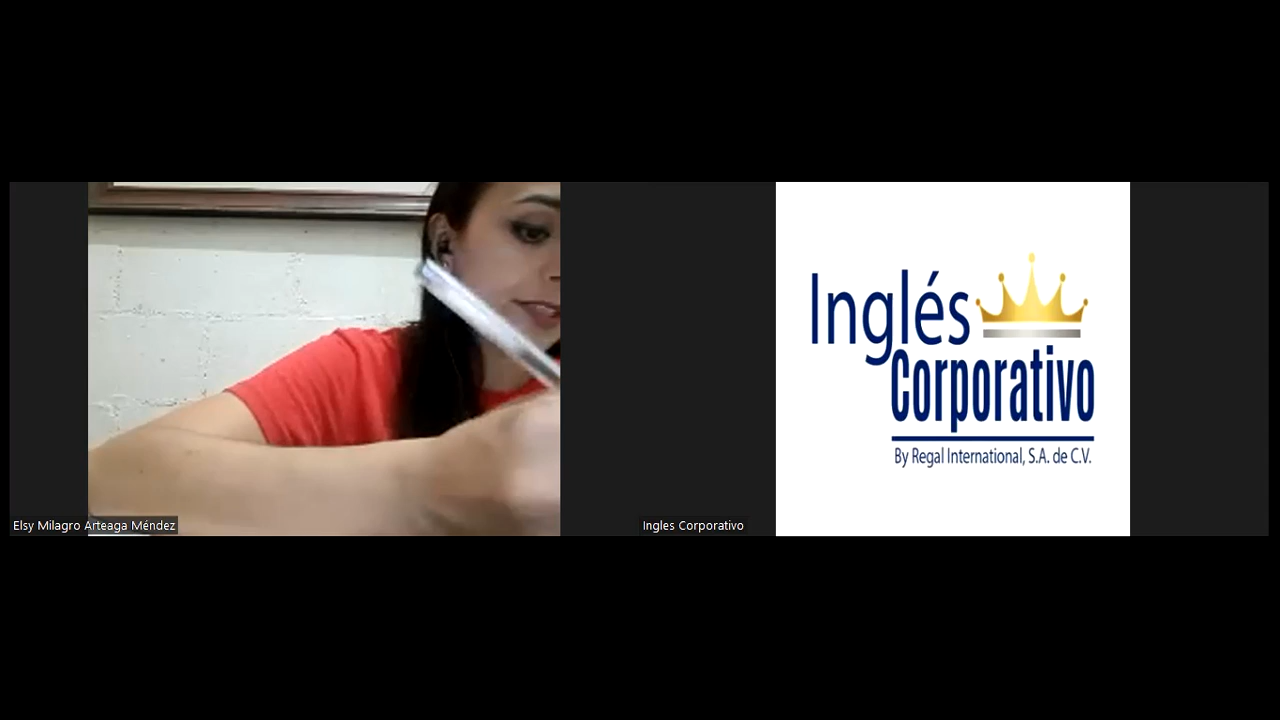 Inglés
Corporativo
By Regal International, S.A. de C.V.
Elsy Milagro Arteaga Méndez
Ingles Corporativo